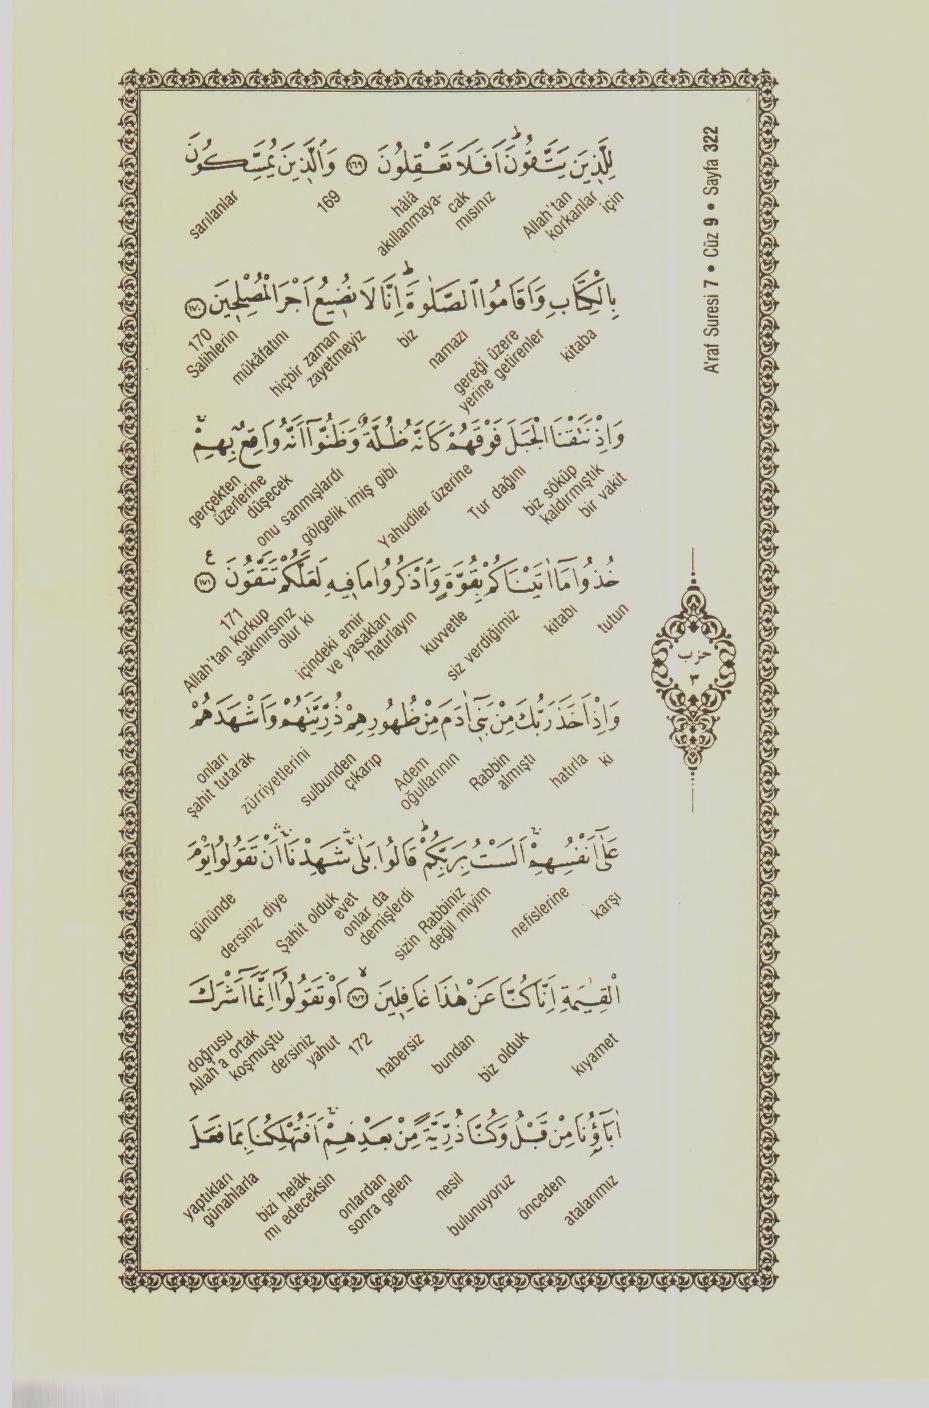 A'raf Suresi 7 • Cüz 9 • Sayfa 322
لِلَّذِينَ يَتَّقُونَ اَفَلَا تَعْقِلُونَ ١٦٩ وَالَّذِينَ يُمَسِّكُونَ
için Allah'tan korkanlar mısınız hâlâ akıllanmaya-cak 169 sarılanlar
بِالْكِتَابِ وَاَقَامُوا الصَّلٰوةَ اِنَّا لَا نُضِيعُ اَجْرَ الْمُصْلِحِينَ ١٧٠
kitaba gereği üzere yerine getirenler namazı biz hiçbir zaman zayetmeyiz mükâfatını Salihlerin 170
وَاِذْ نَتَقْنَا الْجَبَلَ فَوْقَهُمْ كَاَنَّهُ ظُلَّةٌ وَظَنُّوٓا اَنَّهُ وَاقِعٌ بِهِمْ
bir vakit biz söküp kaldırmıştık Tur dağını Yahudiler üzerine gölgelik imiş gibi onu sanmışlardı gerçekten üzerlerine düşecek
خُذُوا مَٓا اٰتَيْنَاكُمْ بِقُوَّةٍ وَاذْكُرُوا مَا فِيهِ لَعَلَّكُمْ تَتَّقُونَ ١٧١
ع
tutun kitabı siz verdiğimiz kuvvetle içindeki emir ve yasakları hatırlayın olur ki Allah'tan korkup sakınırsınız 171
حزب
٣
وَاِذْ اَخَذَ رَبُّكَ مِنْ بَنِٓي اٰدَمَ مِنْ ظُهُورِهِمْ ذُرِّيَّتَهُمْ وَاَشْهَدَهُمْ
ki hatırla Rabbin almıştı Adem oğullarının sulbunden çıkarıp zürriyetlerini onları şahit tutarak
عَلٰٓى اَنْفُسِهِمْ اَلَسْتُ بِرَبِّكُمْ قَالُوا بَلٰى شَهِدْنَا اَنْ تَقُولُوا يَوْمَ
karşı nefislerine sizin Rabbiniz değil miyim onlar da demişlerdi evet Şahit olduk dersiniz diye gününde
الْقِيٰمَةِ اِنَّا كُنَّا عَنْ هٰذَا غَافِلِينَ ١٧٢ اَوْ تَقُولُوٓا اِنَّمَٓا اَشْرَكَ
kıyamet biz olduk bundan habersiz 172 yahut dersiniz doğrusu Allah'a ortak koşmuştu
اٰبَٓاؤُنَا مِنْ قَبْلُ وَكُنَّا ذُرِّيَّةً مِنْ بَعْدِهِمْ اَفَتُهْلِكُنَا بِمَا فَعَلَ
atalarımız önceden bulunuyoruz nesil onlardan sonra gelen bizi helâk mı edeceksin yaptıkları günahlarla